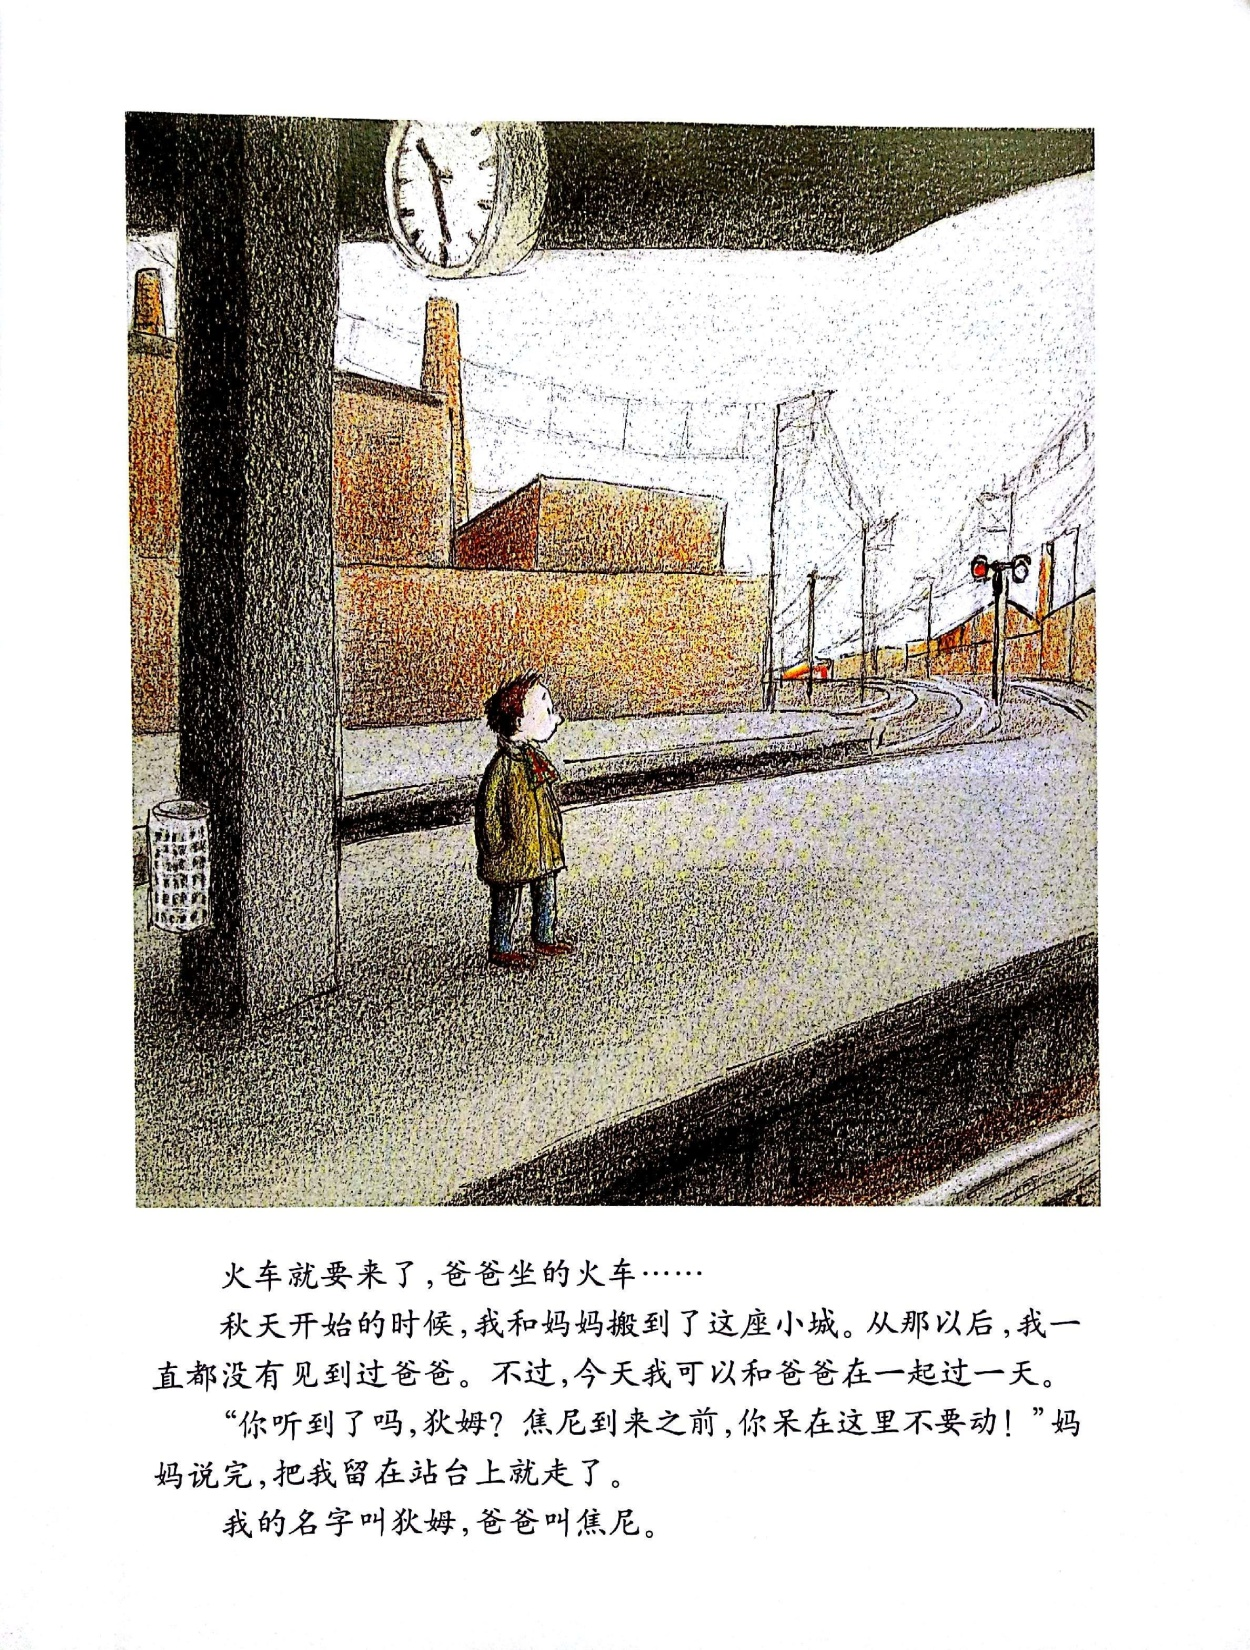 火车就要来了，爸爸坐的火车……
秋天开始的时候，我和妈妈搬到了这座小城。从那以后，我一
直都没有见到过爸爸。不过，今天我可以和爸爸在一起过一天。
“你听到了吗，狄姆？焦尼到来之前，你呆在这里不要动！”妈
妈说完，把我留在站台上就走了。
我的名字叫狄姆，爸爸叫焦尼。